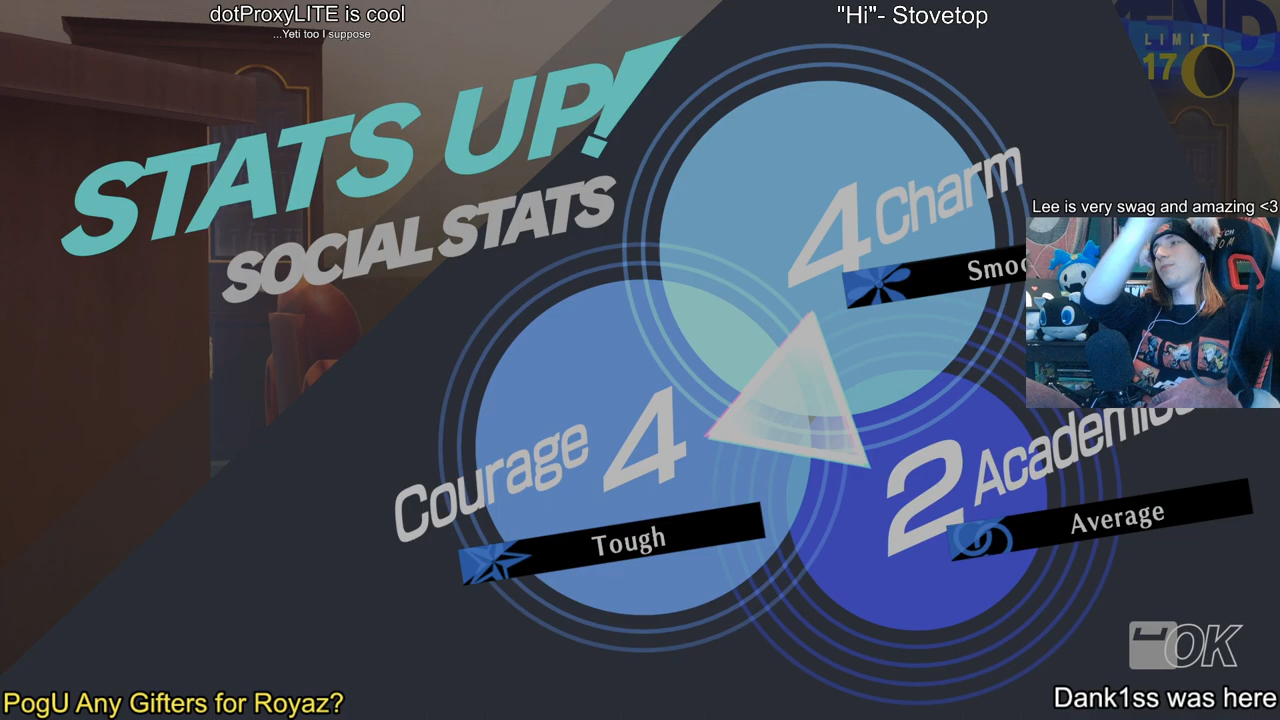 dotProxyLITE is cool
...Yeti too I suppose
"Hi"- Stovetop
LIMIT
17
STATS UP!
SOCIAL STATS
4 Charm
Lee is very swag and amazing <3
Courage 4
Tough
2 Academics
Average
OK
PogU Any Gifters for Royaz?
Dank1ss was here